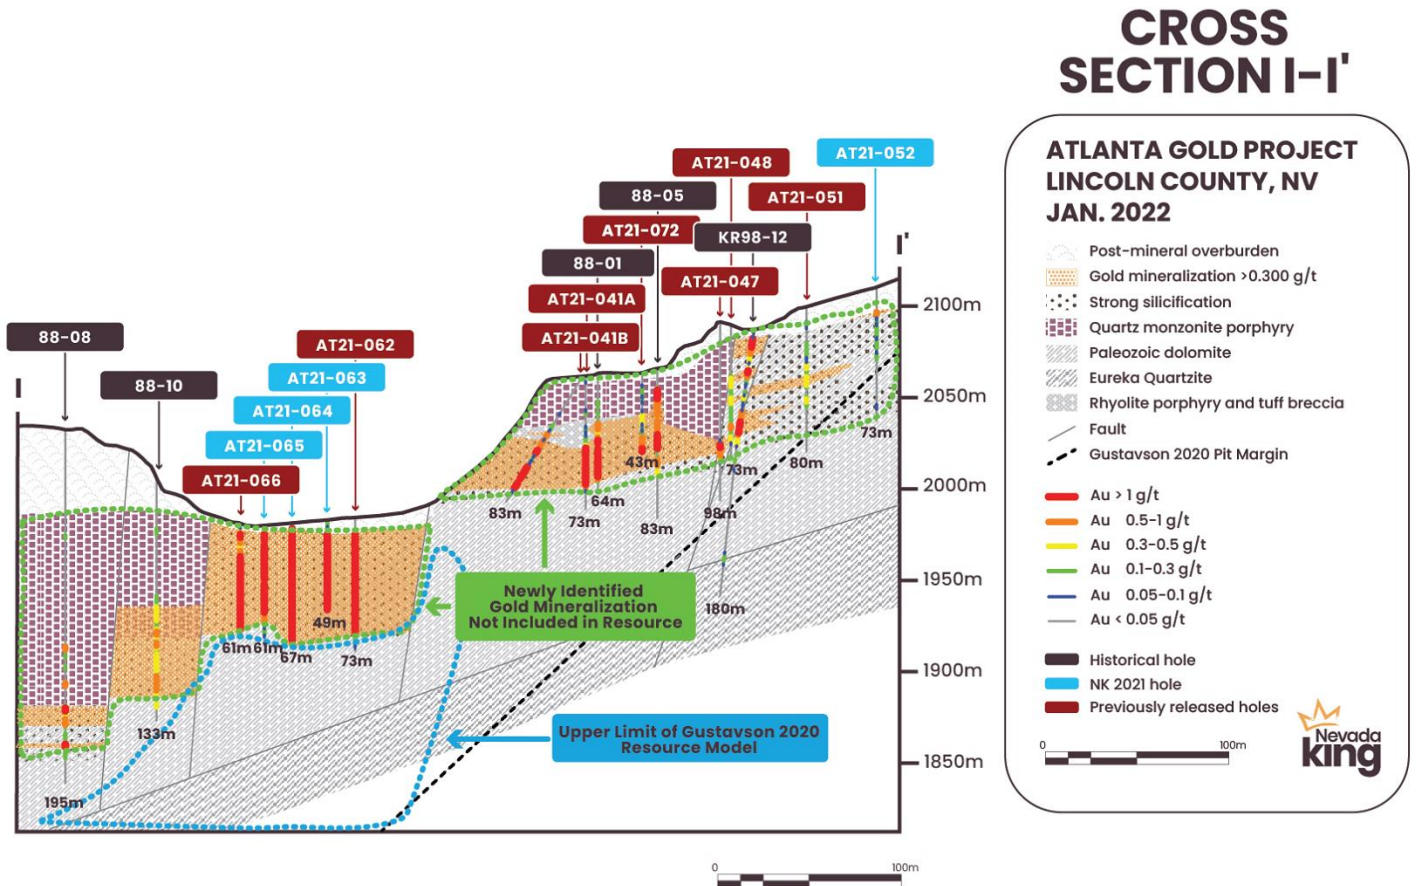 CROSS
SECTION I-I'
ATLANTA GOLD PROJECT
LINCOLN COUNTY, NV
JAN. 2022
Post-mineral overburden
Gold mineralization >0.300 g/t
Strong silicification
Quartz monzonite porphyry
Paleozoic dolomite
Eureka Quartzite
Rhyolite porphyry and tuff breccia
Fault
Gustavson 2020 Pit Margin
Au > 1 g/t
Au 0.5-1 g/t
Au 0.3-0.5 g/t
Au 0.1-0.3 g/t
Au 0.05-0.1 g/t
Au < 0.05 g/t
Historical hole
NK 2021 hole
Previously released holes
0 100m
Nevada
king
AT21-048
AT21-052
88-05
AT21-051
AT21-072
KR98-12
I'
88-01
AT21-047
AT21-041A
AT21-041B
88-08
AT21-062
I
88-10
AT21-063
AT21-064
AT21-065
AT21-066
2100m
2050m
2000m
1950m
1900m
1850m
73m
43m
73m
80m
64m
83m
73m
83m
98m
180m
49m
61m
61m
67m
73m
133m
195m
Newly Identified
Gold Mineralization
Not Included in Resource
Upper Limit of Gustavson 2020
Resource Model
0 100m